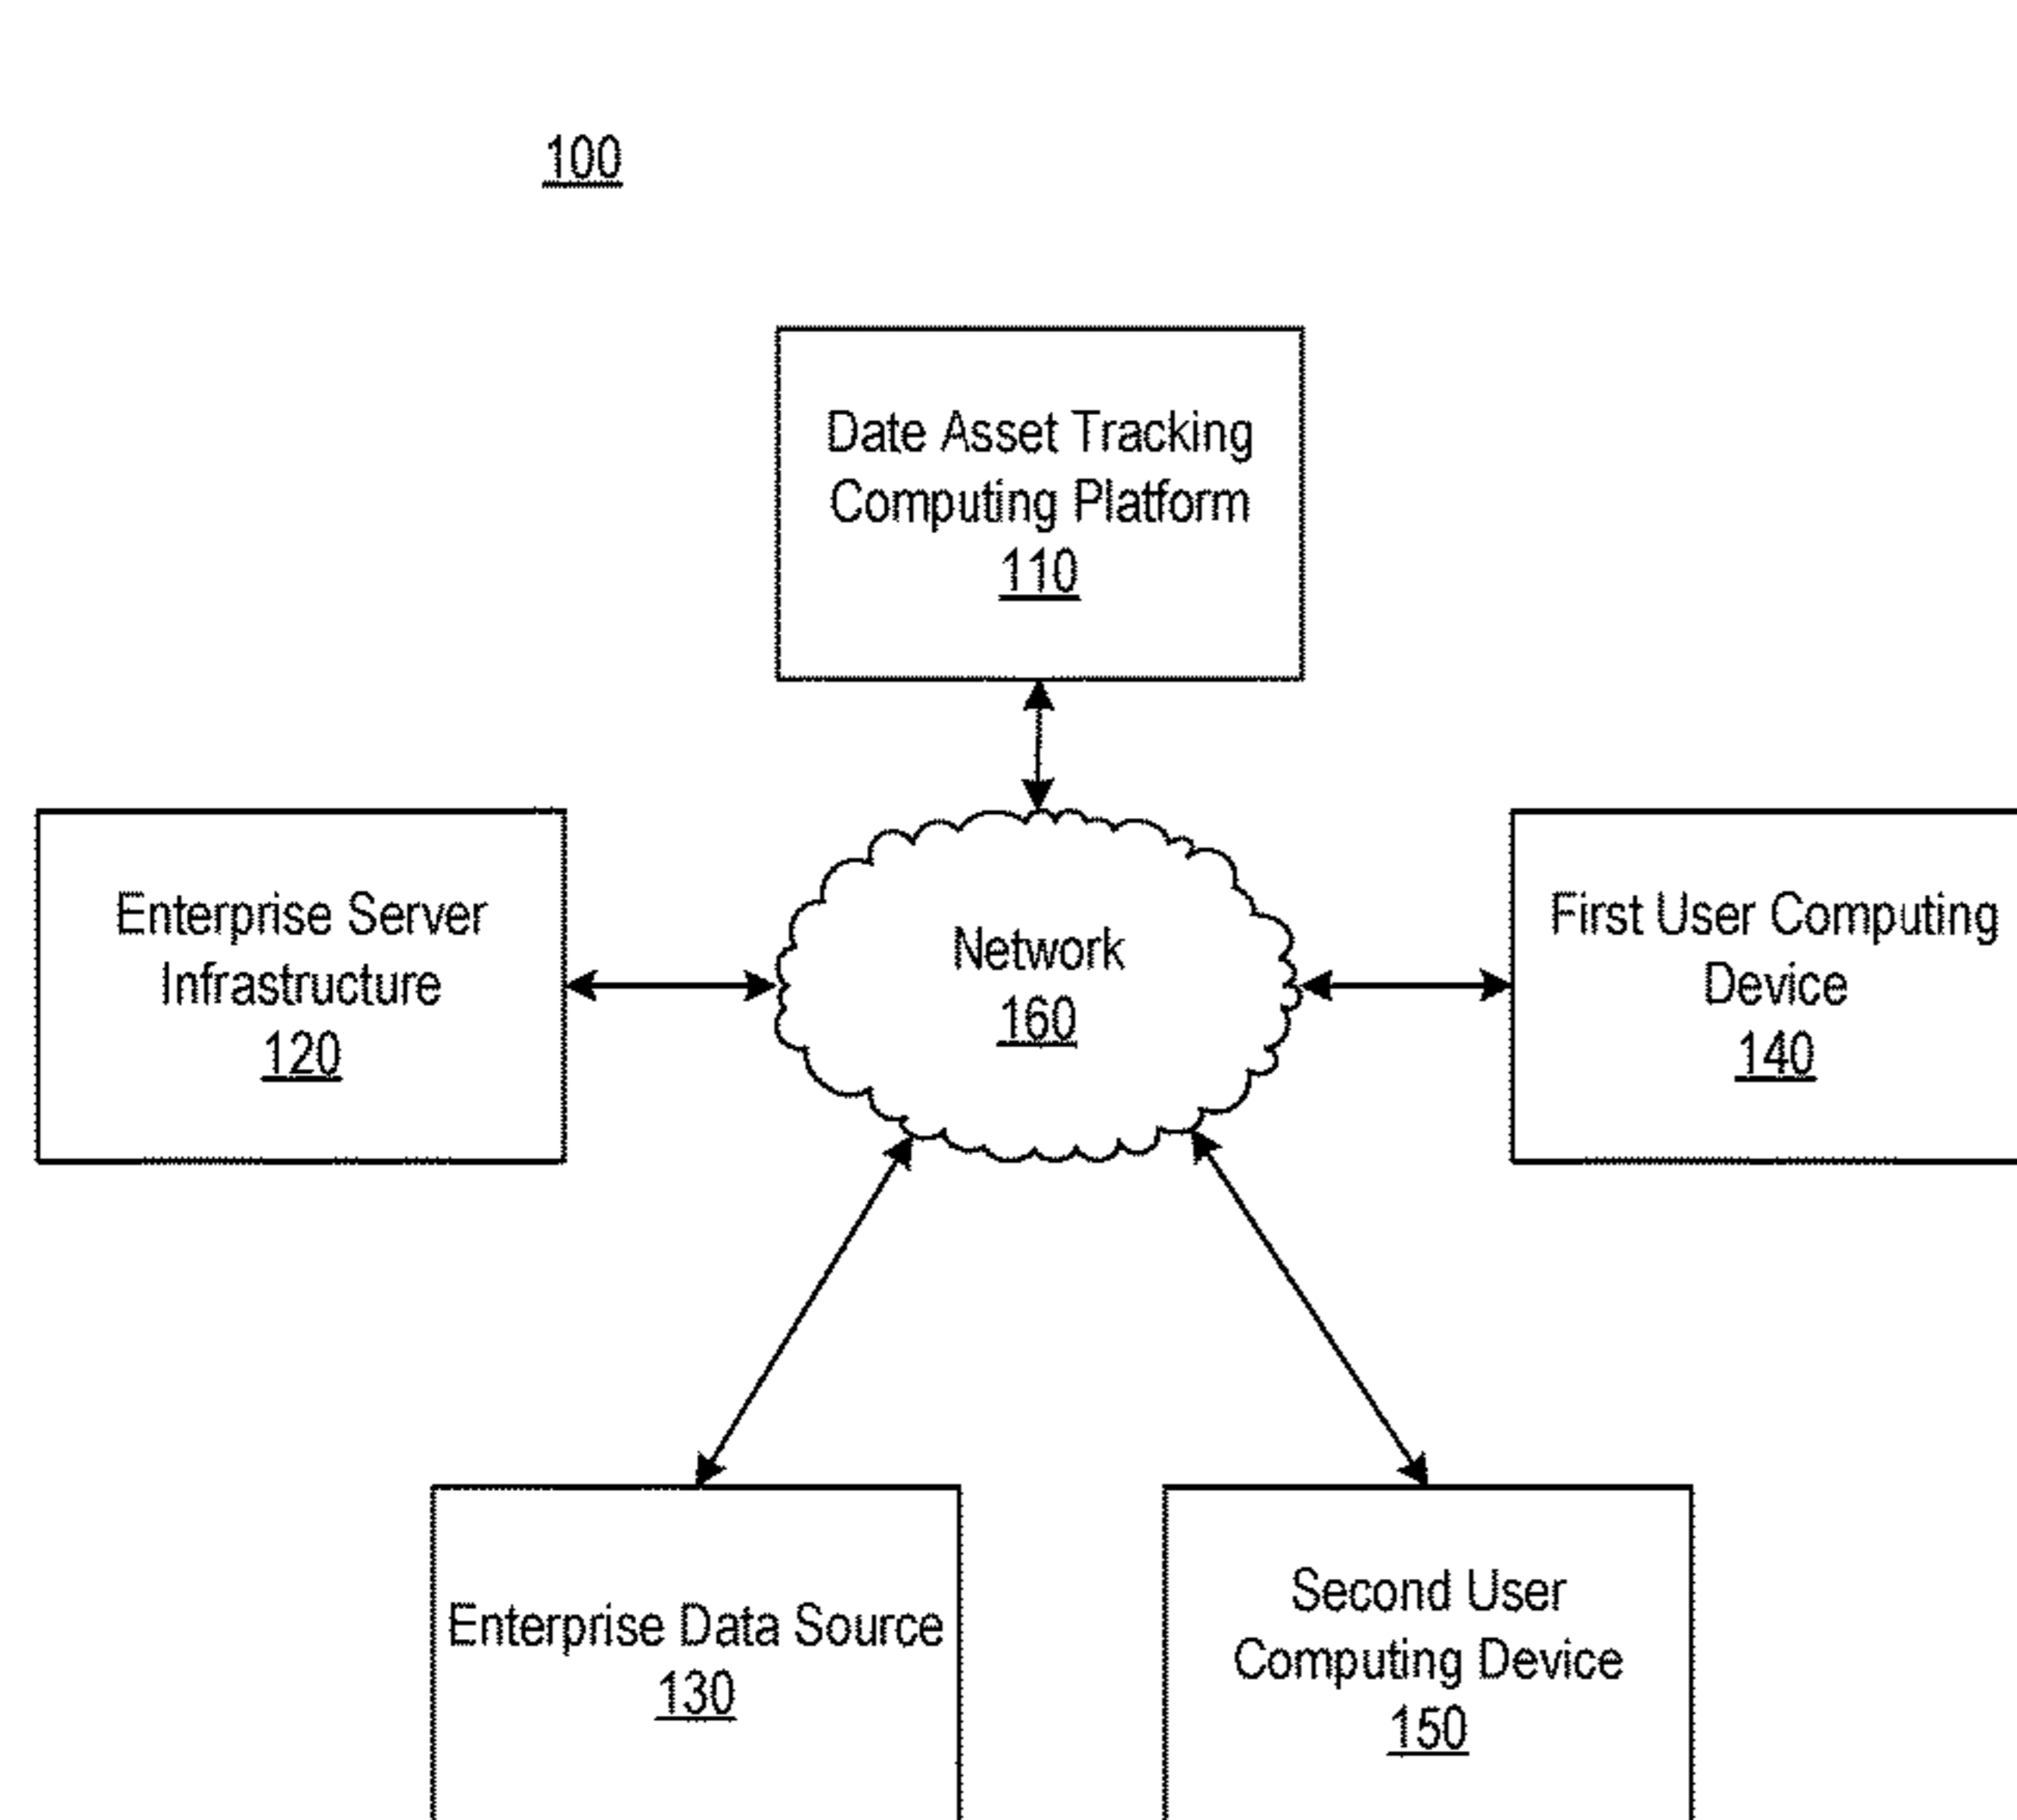 100
Date Asset Tracking
Computing Platform
110
Enterprise Server
Infrastructure
120
Network
160
First User Computing
Device
140
Enterprise Data Source
130
Second User
Computing Device
150